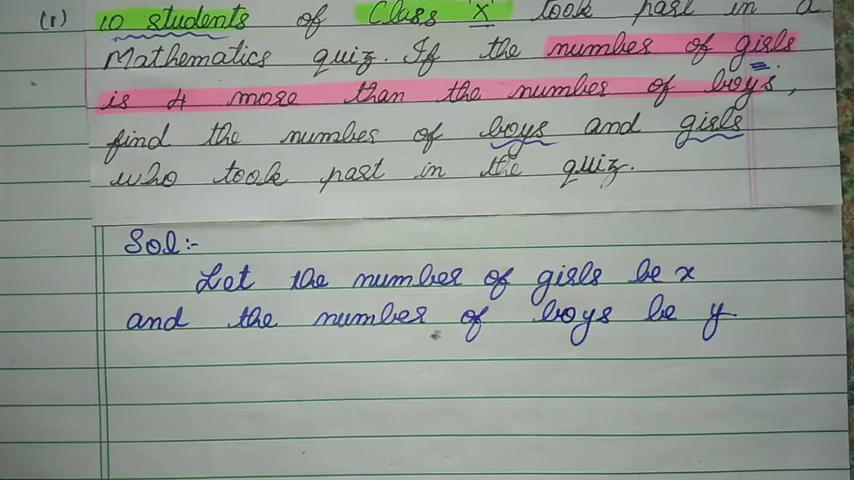 (1) 10 students of Class 'X' took part in a
Mathematics quiz. If the number of girls
is 4 more than the number of boys,
find the number of boys and girls
who took part in the quiz.
Sol:-
Let the number of girls be x
and the number of boys be y